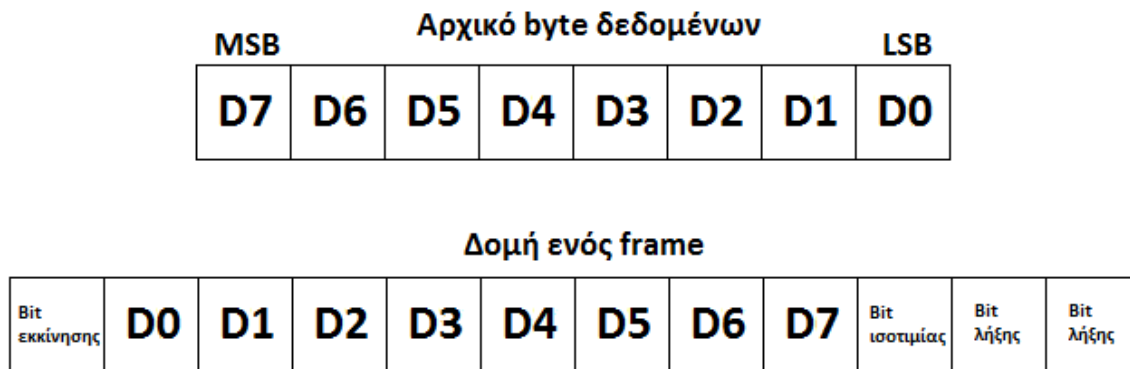 Αρχικό byte δεδομένων
MSB LSB
D7 D6 D5 D4 D3 D2 D1 D0
Δομή ενός frame
Bit εκκίνησης D0 D1 D2 D3 D4 D5 D6 D7 Bit ισοτιμίας Bit λήξης Bit λήξης